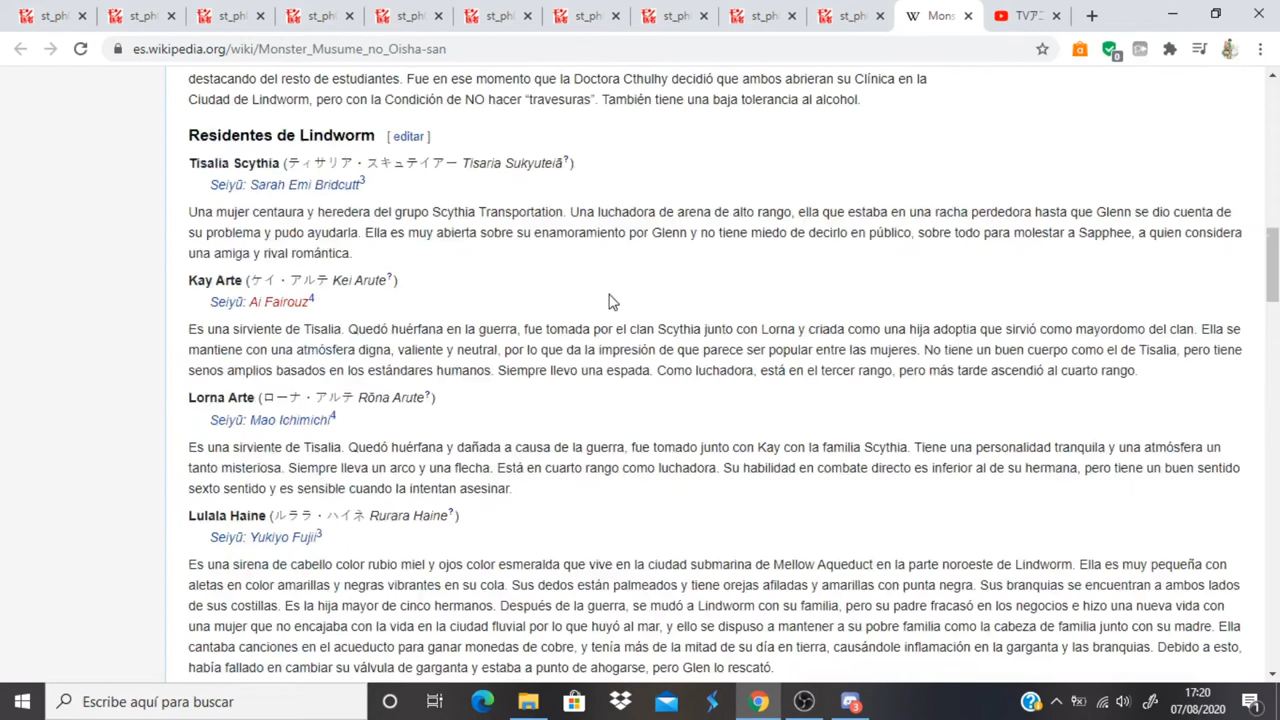 st_ph
st_ph
st_ph
st_ph
st_ph
st_ph
st_ph
st_ph
st_ph
st_ph
W Mons
TVアニ
es.wikipedia.org/wiki/Monster_Musume_no_Oisha-san
0
destacando del resto de estudiantes. Fue en ese momento que la Doctora Cthulhy decidió que ambos abrieran su Clínica en la
Ciudad de Lindworm, pero con la Condición de NO hacer “travesuras”. También tiene una baja tolerancia al alcohol.
Residentes de Lindworm [ editar ]
Tisalia Scythia (ティサリア・スキュテイアー Tisaria Sukyuteiā?)
Seiyū: Sarah Emi Bridcutt3
Una mujer centaura y heredera del grupo Scythia Transportation. Una luchadora de arena de alto rango, ella que estaba en una racha perdedora hasta que Glenn se dio cuenta de
su problema y pudo ayudarla. Ella es muy abierta sobre su enamoramiento por Glenn y no tiene miedo de decirlo en público, sobre todo para molestar a Sapphee, a quien considera
una amiga y rival romántica.
Kay Arte (ケイ・アルテ Kei Arute?)
Seiyū: Ai Fairouz4
Es una sirviente de Tisalia. Quedó huérfana en la guerra, fue tomada por el clan Scythia junto con Lorna y criada como una hija adoptia que sirvió como mayordomo del clan. Ella se
mantiene con una atmósfera digna, valiente y neutral, por lo que da la impresión de que parece ser popular entre las mujeres. No tiene un buen cuerpo como el de Tisalia, pero tiene
senos amplios basados en los estándares humanos. Siempre llevo una espada. Como luchadora, está en el tercer rango, pero más tarde ascendió al cuarto rango.
Lorna Arte (ローナ・アルテ Rōna Arute?)
Seiyū: Mao Ichimichi4
Es una sirviente de Tisalia. Quedó huérfana y dañada a causa de la guerra, fue tomado junto con Kay con la familia Scythia. Tiene una personalidad tranquila y una atmósfera un
tanto misteriosa. Siempre lleva un arco y una flecha. Está en cuarto rango como luchadora. Su habilidad en combate directo es inferior al de su hermana, pero tiene un buen sentido
sexto sentido y es sensible cuando la intentan asesinar.
Lulala Haine (ルララ・ハイネ Rurara Haine?)
Seiyū: Yukiyo Fujii3
Es una sirena de cabello color rubio miel y ojos color esmeralda que vive en la ciudad submarina de Mellow Aqueduct en la parte noroeste de Lindworm. Ella es muy pequeña con
aletas en color amarillas y negras vibrantes en su cola. Sus dedos están palmeados y tiene orejas afiladas y amarillas con punta negra. Sus branquias se encuentran a ambos lados
de sus costillas. Es la hija mayor de cinco hermanos. Después de la guerra, se mudó a Lindworm con su familia, pero su padre fracasó en los negocios e hizo una nueva vida con
una mujer que no encajaba con la vida en la ciudad fluvial por lo que huyó al mar, y ello se dispuso a mantener a su pobre familia como la cabeza de familia junto con su madre. Ella
cantaba canciones en el acueducto para ganar monedas de cobre, y tenía más de la mitad de su día en tierra, causándole inflamación en la garganta y las branquias. Debido a esto,
había fallado en cambiar su válvula de garganta y estaba a punto de ahogarse, pero Glen lo rescató.
Escribe aquí para buscar
3
17:20
07/08/2020
1